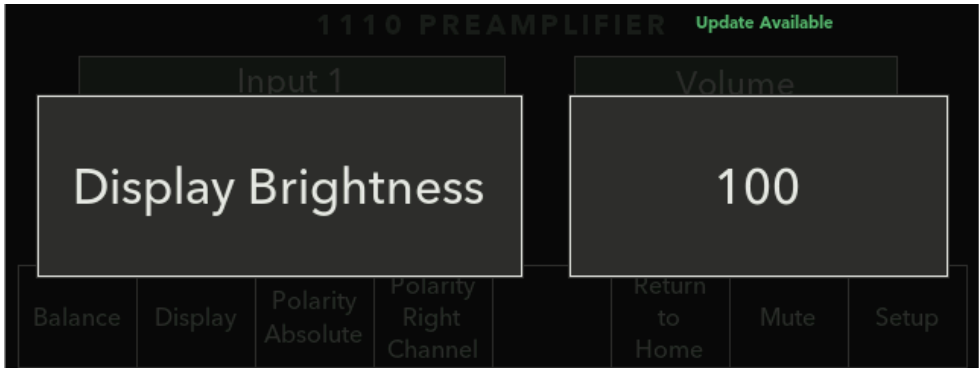 1110 PREAMPLIFIER
Update Available
Input 1
Volume
Display Brightness
100
Balance
Display
Polarity
Absolute
Polarity
Right
Channel
Return
to
Home
Mute
Setup